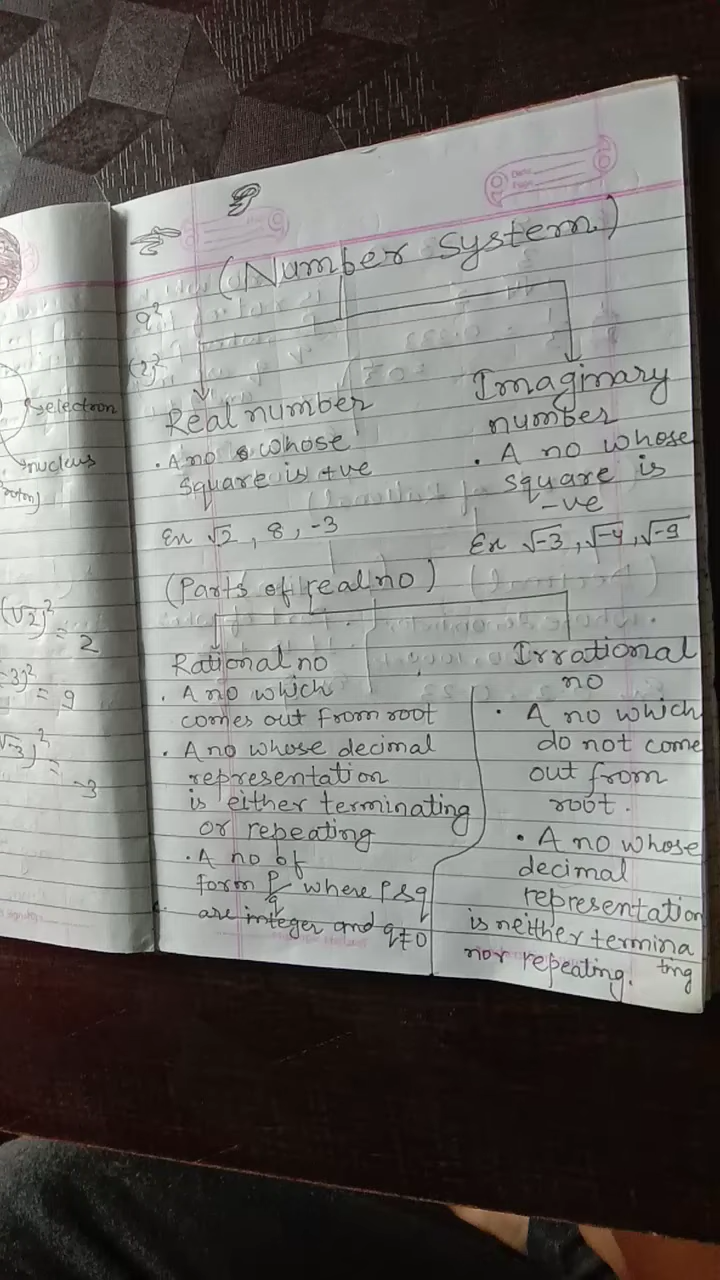 (Number system)
q²
(2)²
Real number
. A no whose
square is +ve
Ex √2, 8, -3
Imaginary
number
. A no whose
square is
-ve
Ex √-3, √-4, √-9
(Parts of real no)
Rational no
. A no which
comes out from root
. A no whose decimal
representation
is either terminating
or repeating
. A no of
form P/q where P & q
are integer and q≠0
Irrational
no
. A no which
do not come
out from
root.
. A no whose
decimal
representation
is neither termina
ting
nor repeating.
electron
nucleus
(√2)² = 2
-3)² = 9
√-3)² = -3